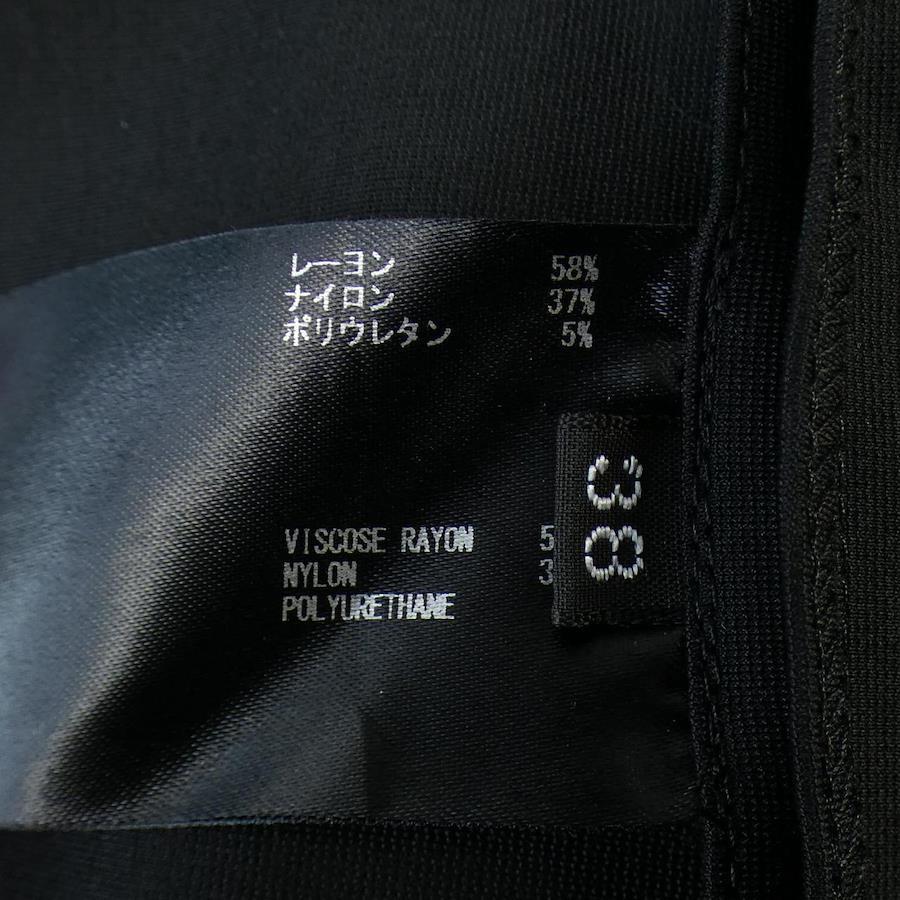 レーヨン 58%
ナイロン 37%
ポリウレタン 5%
38
VISCOSE RAYON 5
NYLON 3
POLYURETHANE